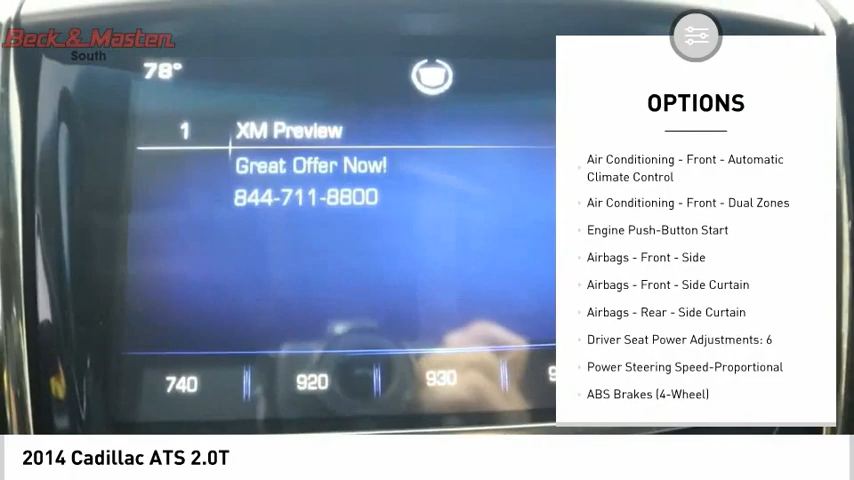 Beck & Masten
South
78°
1 XM Preview
Great Offer Now!
844-711-8800
740 920 930 9
OPTIONS
Air Conditioning - Front - Automatic
Climate Control
Air Conditioning - Front - Dual Zones
Engine Push-Button Start
Airbags - Front - Side
Airbags - Front - Side Curtain
Airbags - Rear - Side Curtain
Driver Seat Power Adjustments: 6
Power Steering Speed-Proportional
ABS Brakes (4-Wheel)
2014 Cadillac ATS 2.0T